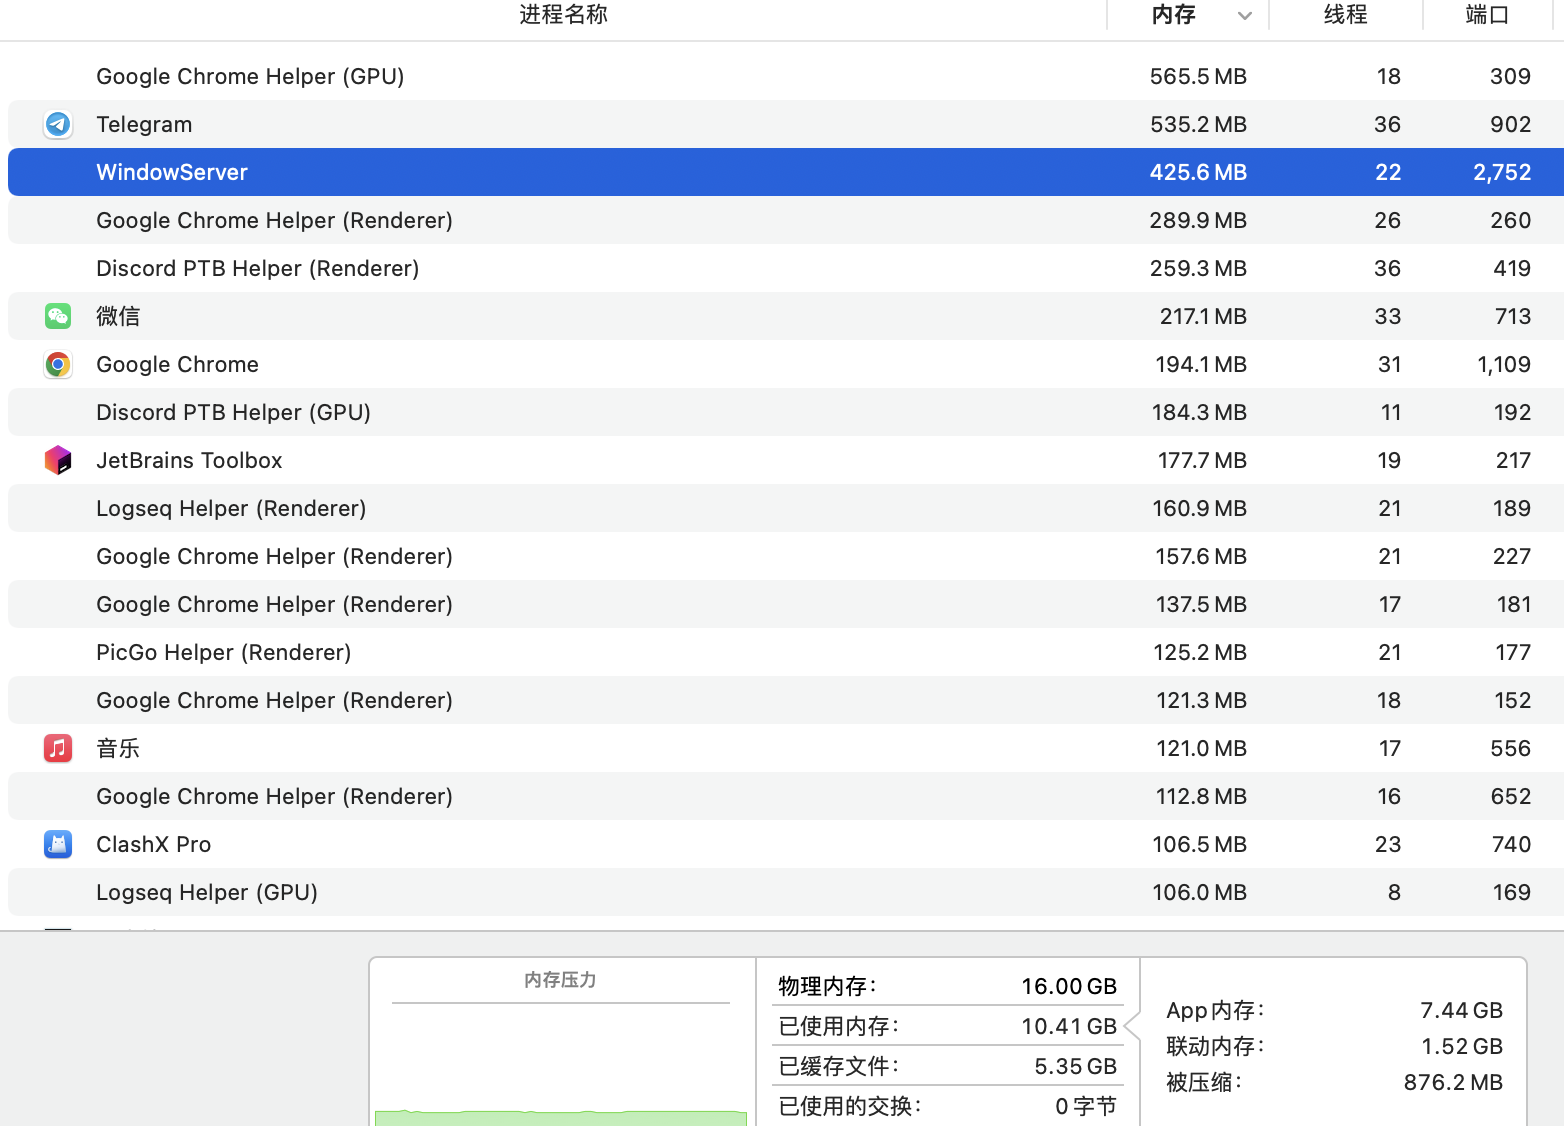 进程名称 内存 线程 端口
Google Chrome Helper (GPU) 565.5 MB 18 309
Telegram 535.2 MB 36 902
WindowServer 425.6 MB 22 2,752
Google Chrome Helper (Renderer) 289.9 MB 26 260
Discord PTB Helper (Renderer) 259.3 MB 36 419
微信 217.1 MB 33 713
Google Chrome 194.1 MB 31 1,109
Discord PTB Helper (GPU) 184.3 MB 11 192
JetBrains Toolbox 177.7 MB 19 217
Logseq Helper (Renderer) 160.9 MB 21 189
Google Chrome Helper (Renderer) 157.6 MB 21 227
Google Chrome Helper (Renderer) 137.5 MB 17 181
PicGo Helper (Renderer) 125.2 MB 21 177
Google Chrome Helper (Renderer) 121.3 MB 18 152
音乐 121.0 MB 17 556
Google Chrome Helper (Renderer) 112.8 MB 16 652
ClashX Pro 106.5 MB 23 740
Logseq Helper (GPU) 106.0 MB 8 169
内存压力
物理内存: 16.00 GB
已使用内存: 10.41 GB
已缓存文件: 5.35 GB
已使用的交换: 0 字节
App 内存: 7.44 GB
联动内存: 1.52 GB
被压缩: 876.2 MB